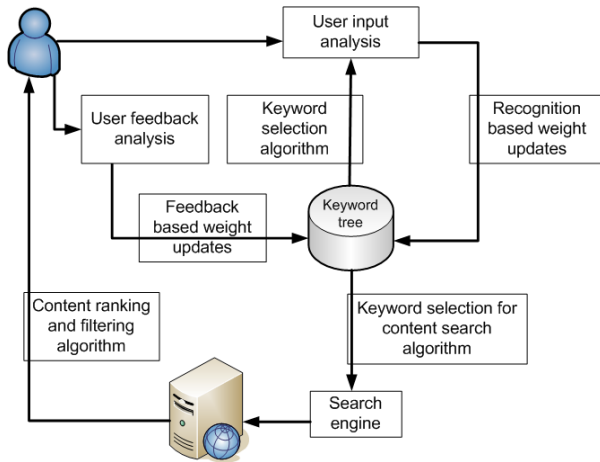 User input
analysis
User feedback
analysis
Keyword
selection
algorithm
Recognition
based weight
updates
Feedback
based weight
updates
Keyword
tree
Content ranking
and filtering
algorithm
Keyword selection for
content search
algorithm
Search
engine